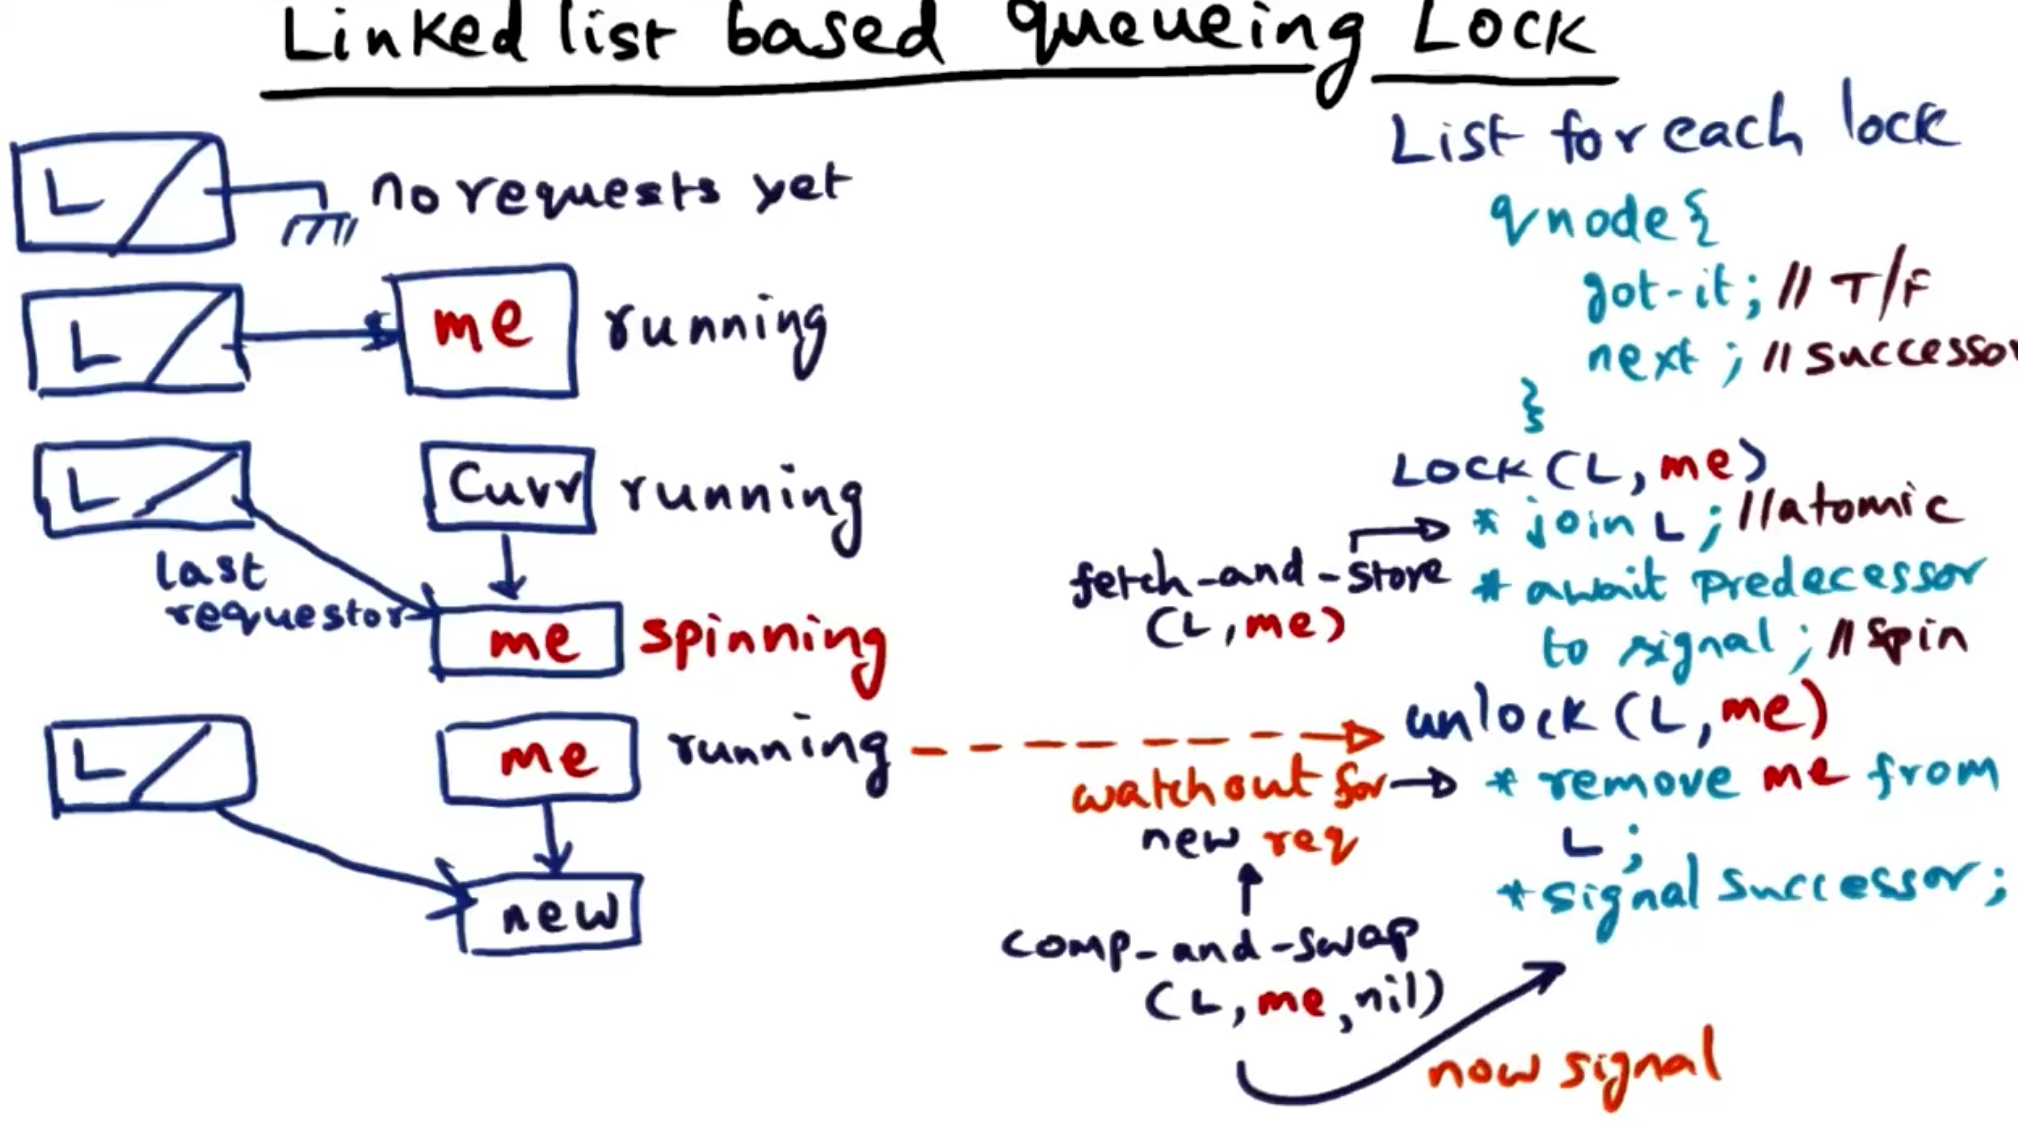 Linked list based queueing Lock
L no requests yet
L me running
L Curr running
last
requestor
me spinning
L me running
new
List for each lock
qnode {
got-it; // T/F
next ; // successor
}
LOCK (L, me)
* join L ; //atomic
* await predecessor
to signal ; // spin
fetch-and-store
(L, me)
unlock (L, me)
* remove me from
L ;
* signal successor ;
watch out for
new req
comp-and-swap
(L, me, nil)
now signal